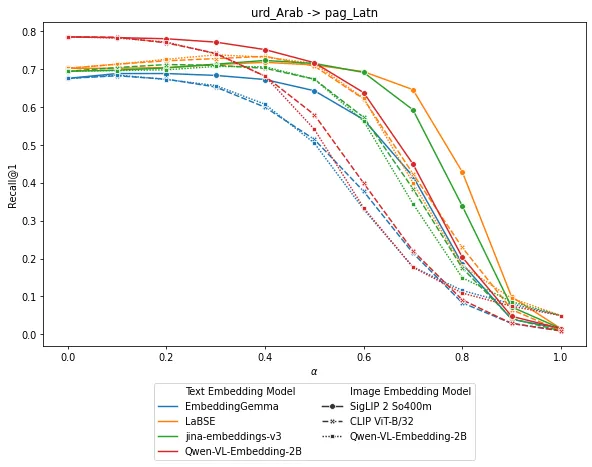 urd_Arab -> pag_Latn
Recall@1
0.8
0.7
0.6
0.5
0.4
0.3
0.2
0.1
0.0
0.0
0.2
0.4
0.6
0.8
1.0
α
Text Embedding Model
EmbeddingGemma
LaBSE
jina-embeddings-v3
Qwen-VL-Embedding-2B
Image Embedding Model
SigLIP 2 So400m
CLIP ViT-B/32
Qwen-VL-Embedding-2B